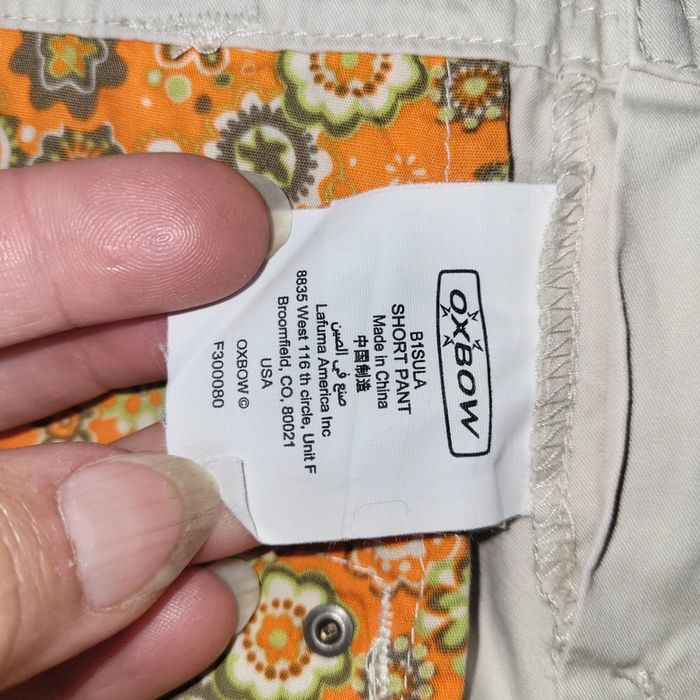 OXBOW
B1SULA
SHORT PANT
Made in China
中国制造
صنع في الصين
Lafuma America Inc
8835 West 116 th circle, Unit F
Broomfield, CO, 80021
USA
OXBOW ©
F300080